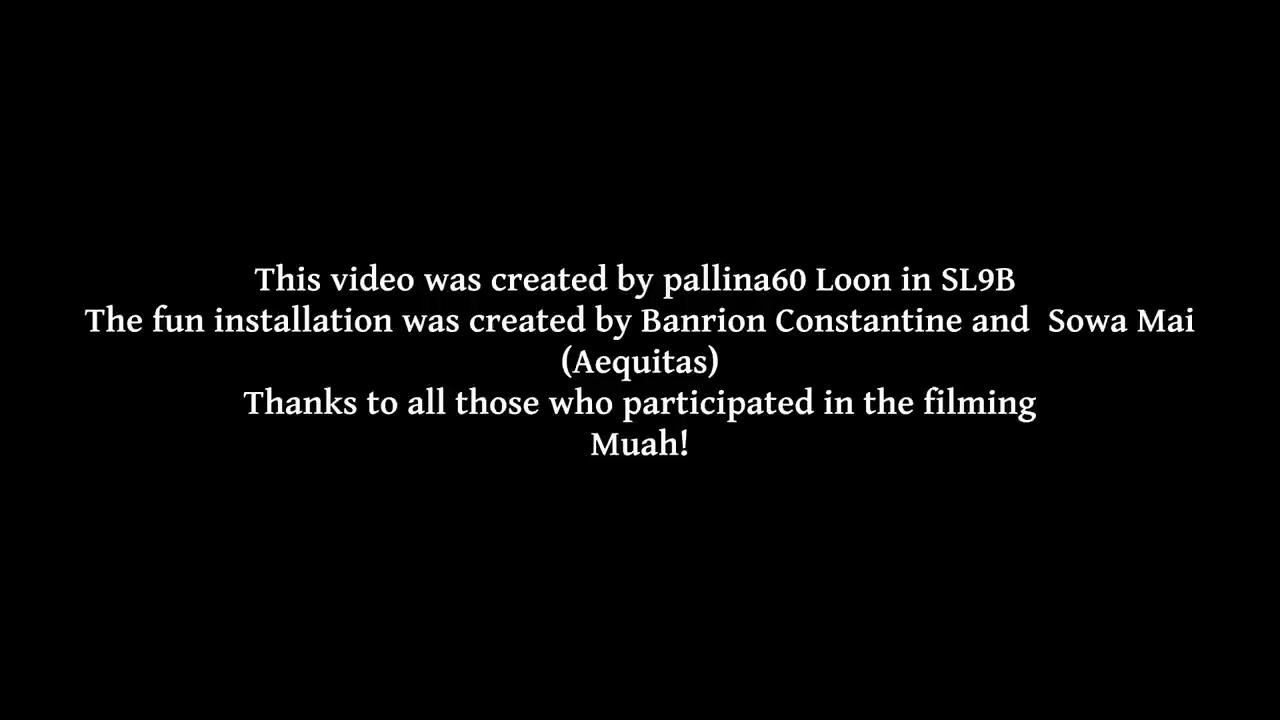 This video was created by pallina60 Loon in SL9B
The fun installation was created by Banrion Constantine and  Sowa Mai
(Aequitas)
Thanks to all those who participated in the filming
Muah!